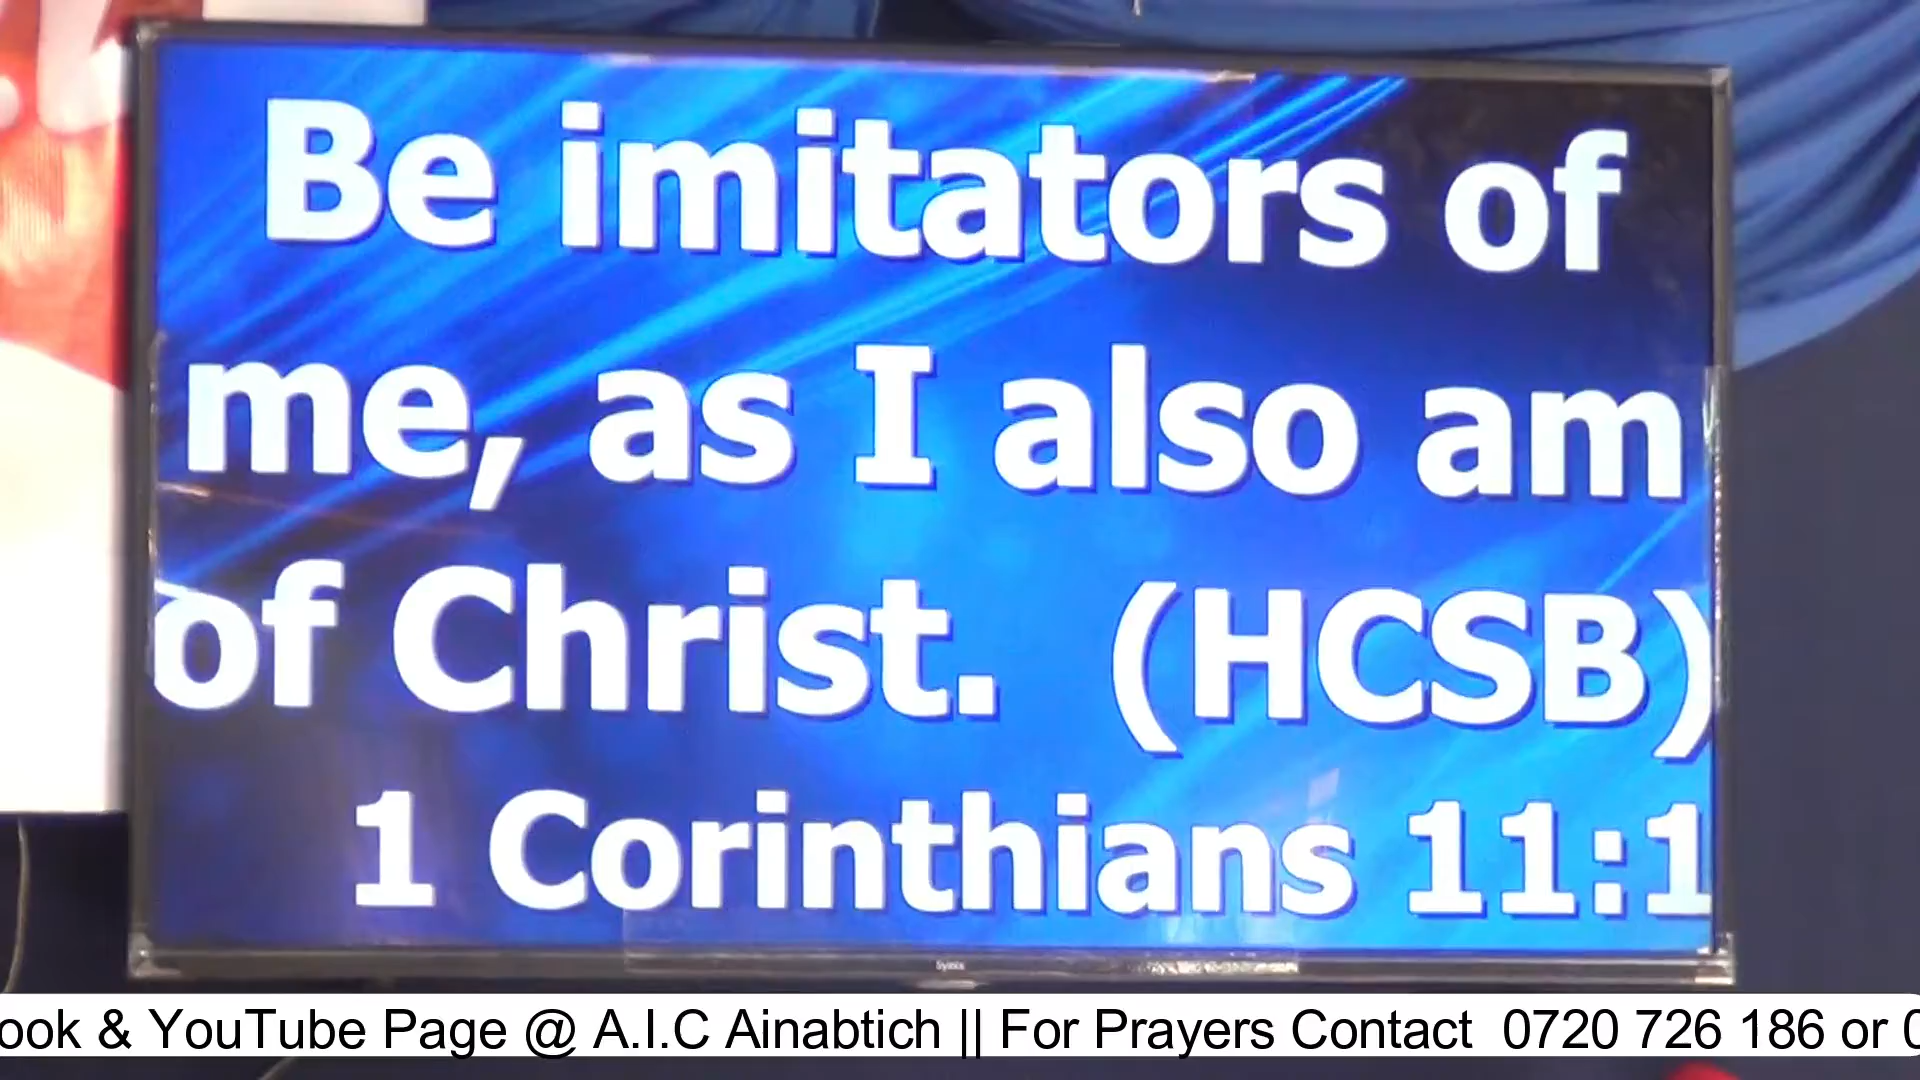 Be imitators of
me, as I also am
of Christ. (HCSB)
1 Corinthians 11:1
ook & YouTube Page @ A.I.C Ainabtich || For Prayers Contact 0720 726 186 or 0